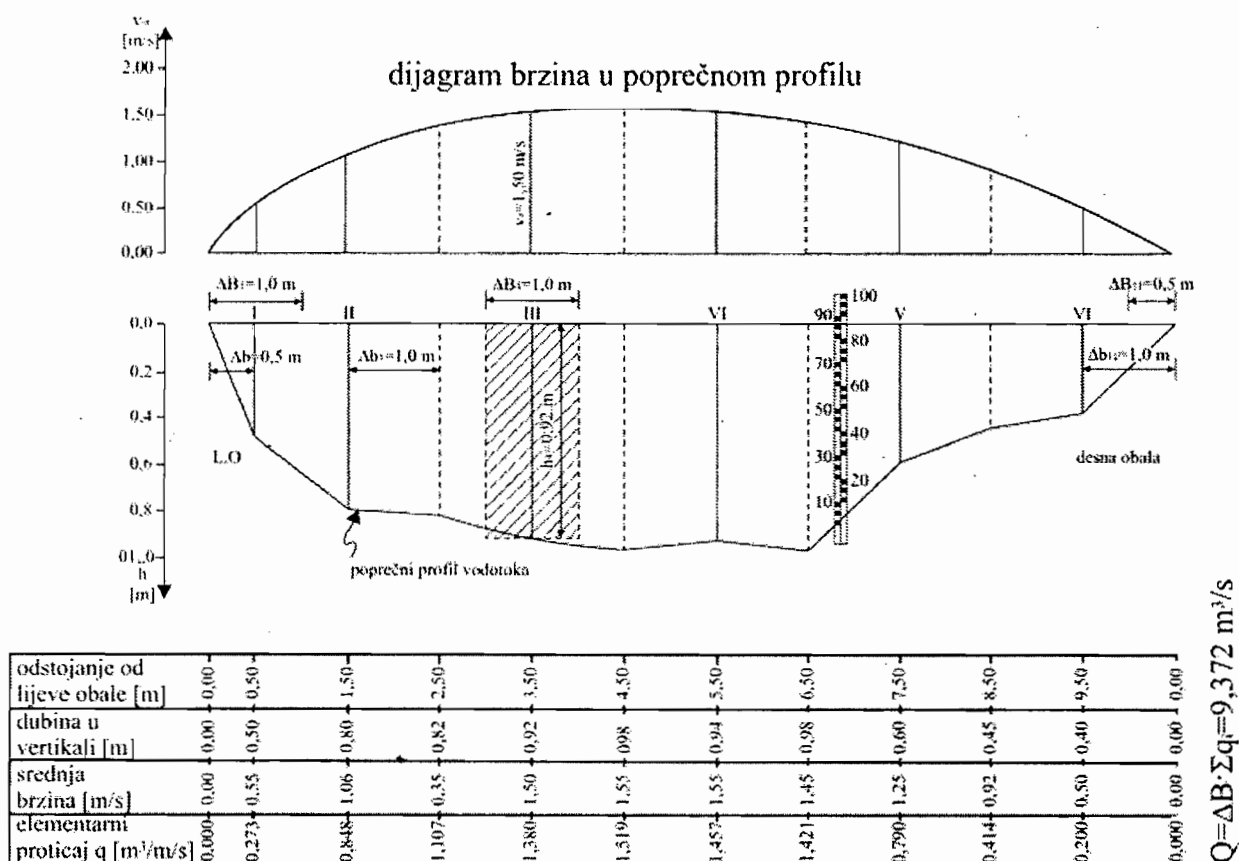 [m/s]
dijagram brzina u poprečnom profilu
2.00
1.50
1,00
0.50
0,00
v₄=1,50 m/s
ΔB₁=1,0 m
ΔB₄=1,0 m
ΔB₁₁=0,5 m
I
II
III
VI
V
VI
100
90
80
70
60
50
40
30
20
10
0,0
0.2
0,4
0,6
0,8
01,,0
h
[m]
Δb=0,5 m
Δb₃=1,0 m
h₄=0,92 m
Δb₁₂=1,0 m
L.O
desna obala
poprečni profil vodotoka
odstojanje od
lijeve obale [m]
0,00 0,50 1,50 2,50 3,50 4,50 5,50 6,50 7,50 8,50 9,50 0,00
dubina u
vertikali [m]
0,00 0,50 0,80 0,82 0,92 098 0,94 0,98 0,60 0,45 0,40 0,00
srednja
brzina [m/s]
0,00 0,55 1,06 0,35 1,50 1,55 1,55 1,45 1,25 0,92 0,50 0,00
elementarni
proticaj q [m³/m/s]
0,000 0,273 0,848 1,107 1,380 1,519 1,457 1,421 0,790 0,414 0,200 0,000
Q=ΔB·Σqᵢ=9,372 m³/s